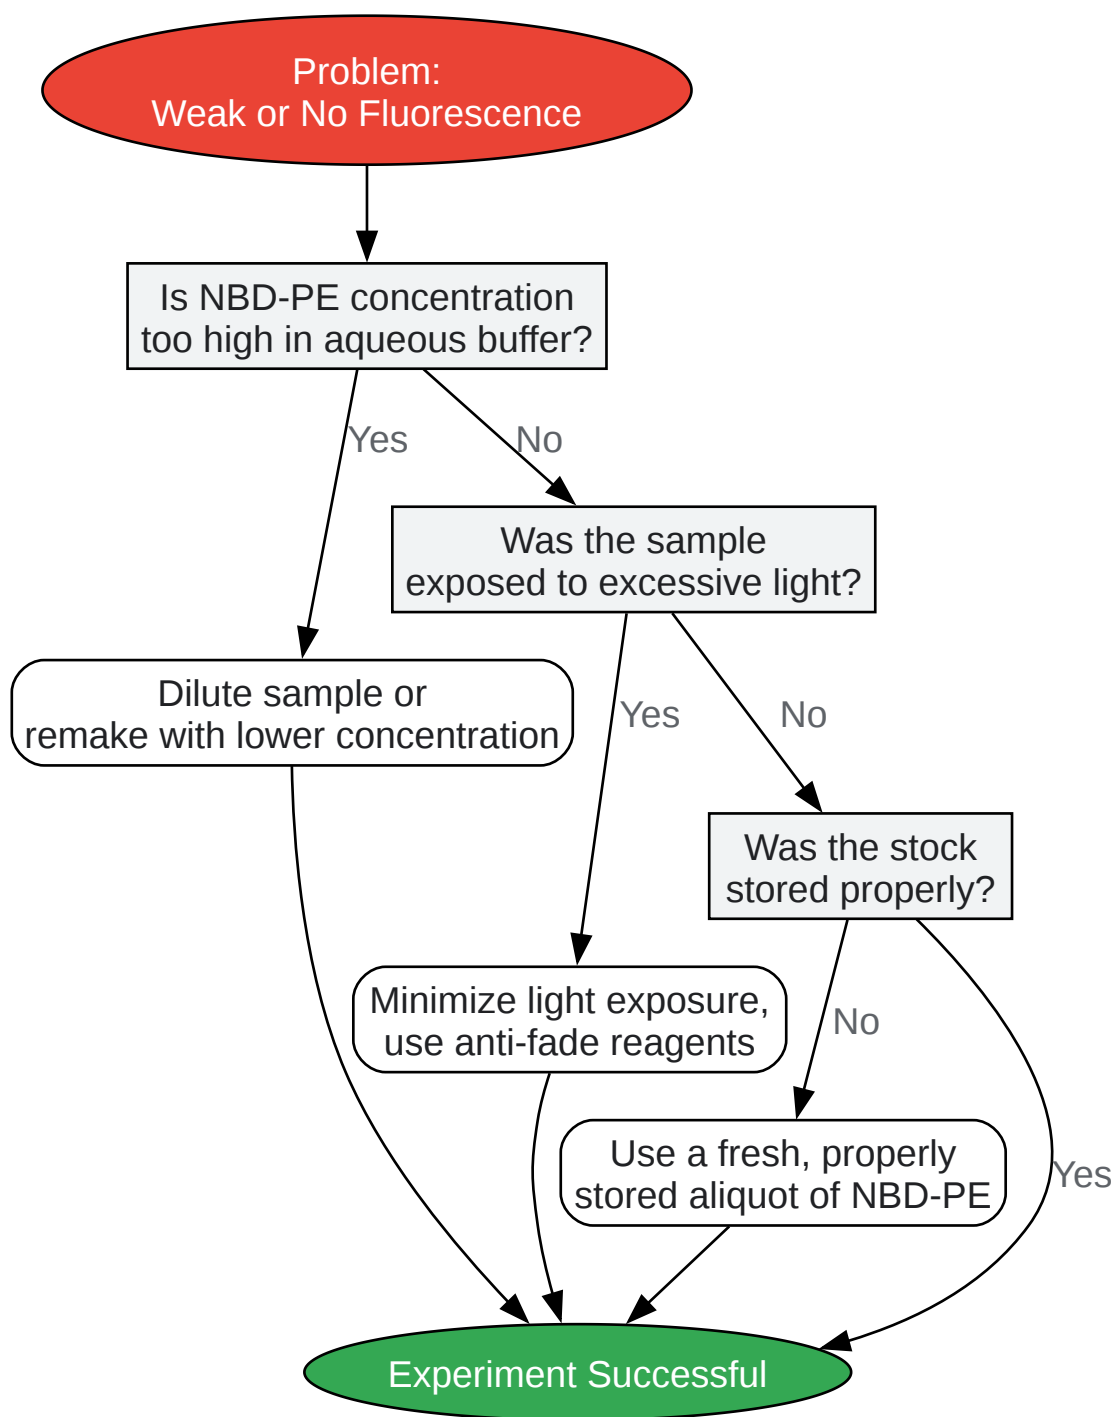 Problem:
Weak or No Fluorescence
Is NBD-PE concentration
too high in aqueous buffer?
Yes
No
Was the sample
exposed to excessive light?
Dilute sample or
remake with lower concentration
Yes
No
Was the stock
stored properly?
Minimize light exposure,
use anti-fade reagents
No
Use a fresh, properly
stored aliquot of NBD-PE
Yes
Experiment Successful